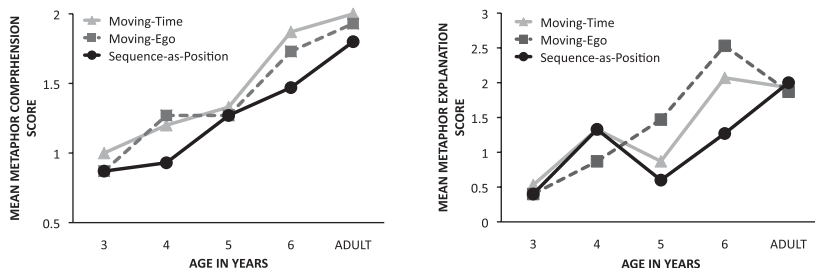 MEAN METAPHOR COMPRHENSION
SCORE
2
1.5
1
0.5
Moving-Time
Moving-Ego
Sequence-as-Position
3 4 5 6 ADULT
AGE IN YEARS
MEAN METAPHOR EXPLANATION
SCORE
3
2.5
2
1.5
1
0.5
0
Moving-Time
Moving-Ego
Sequence-as-Position
3 4 5 6 ADULT
AGE IN YEARS